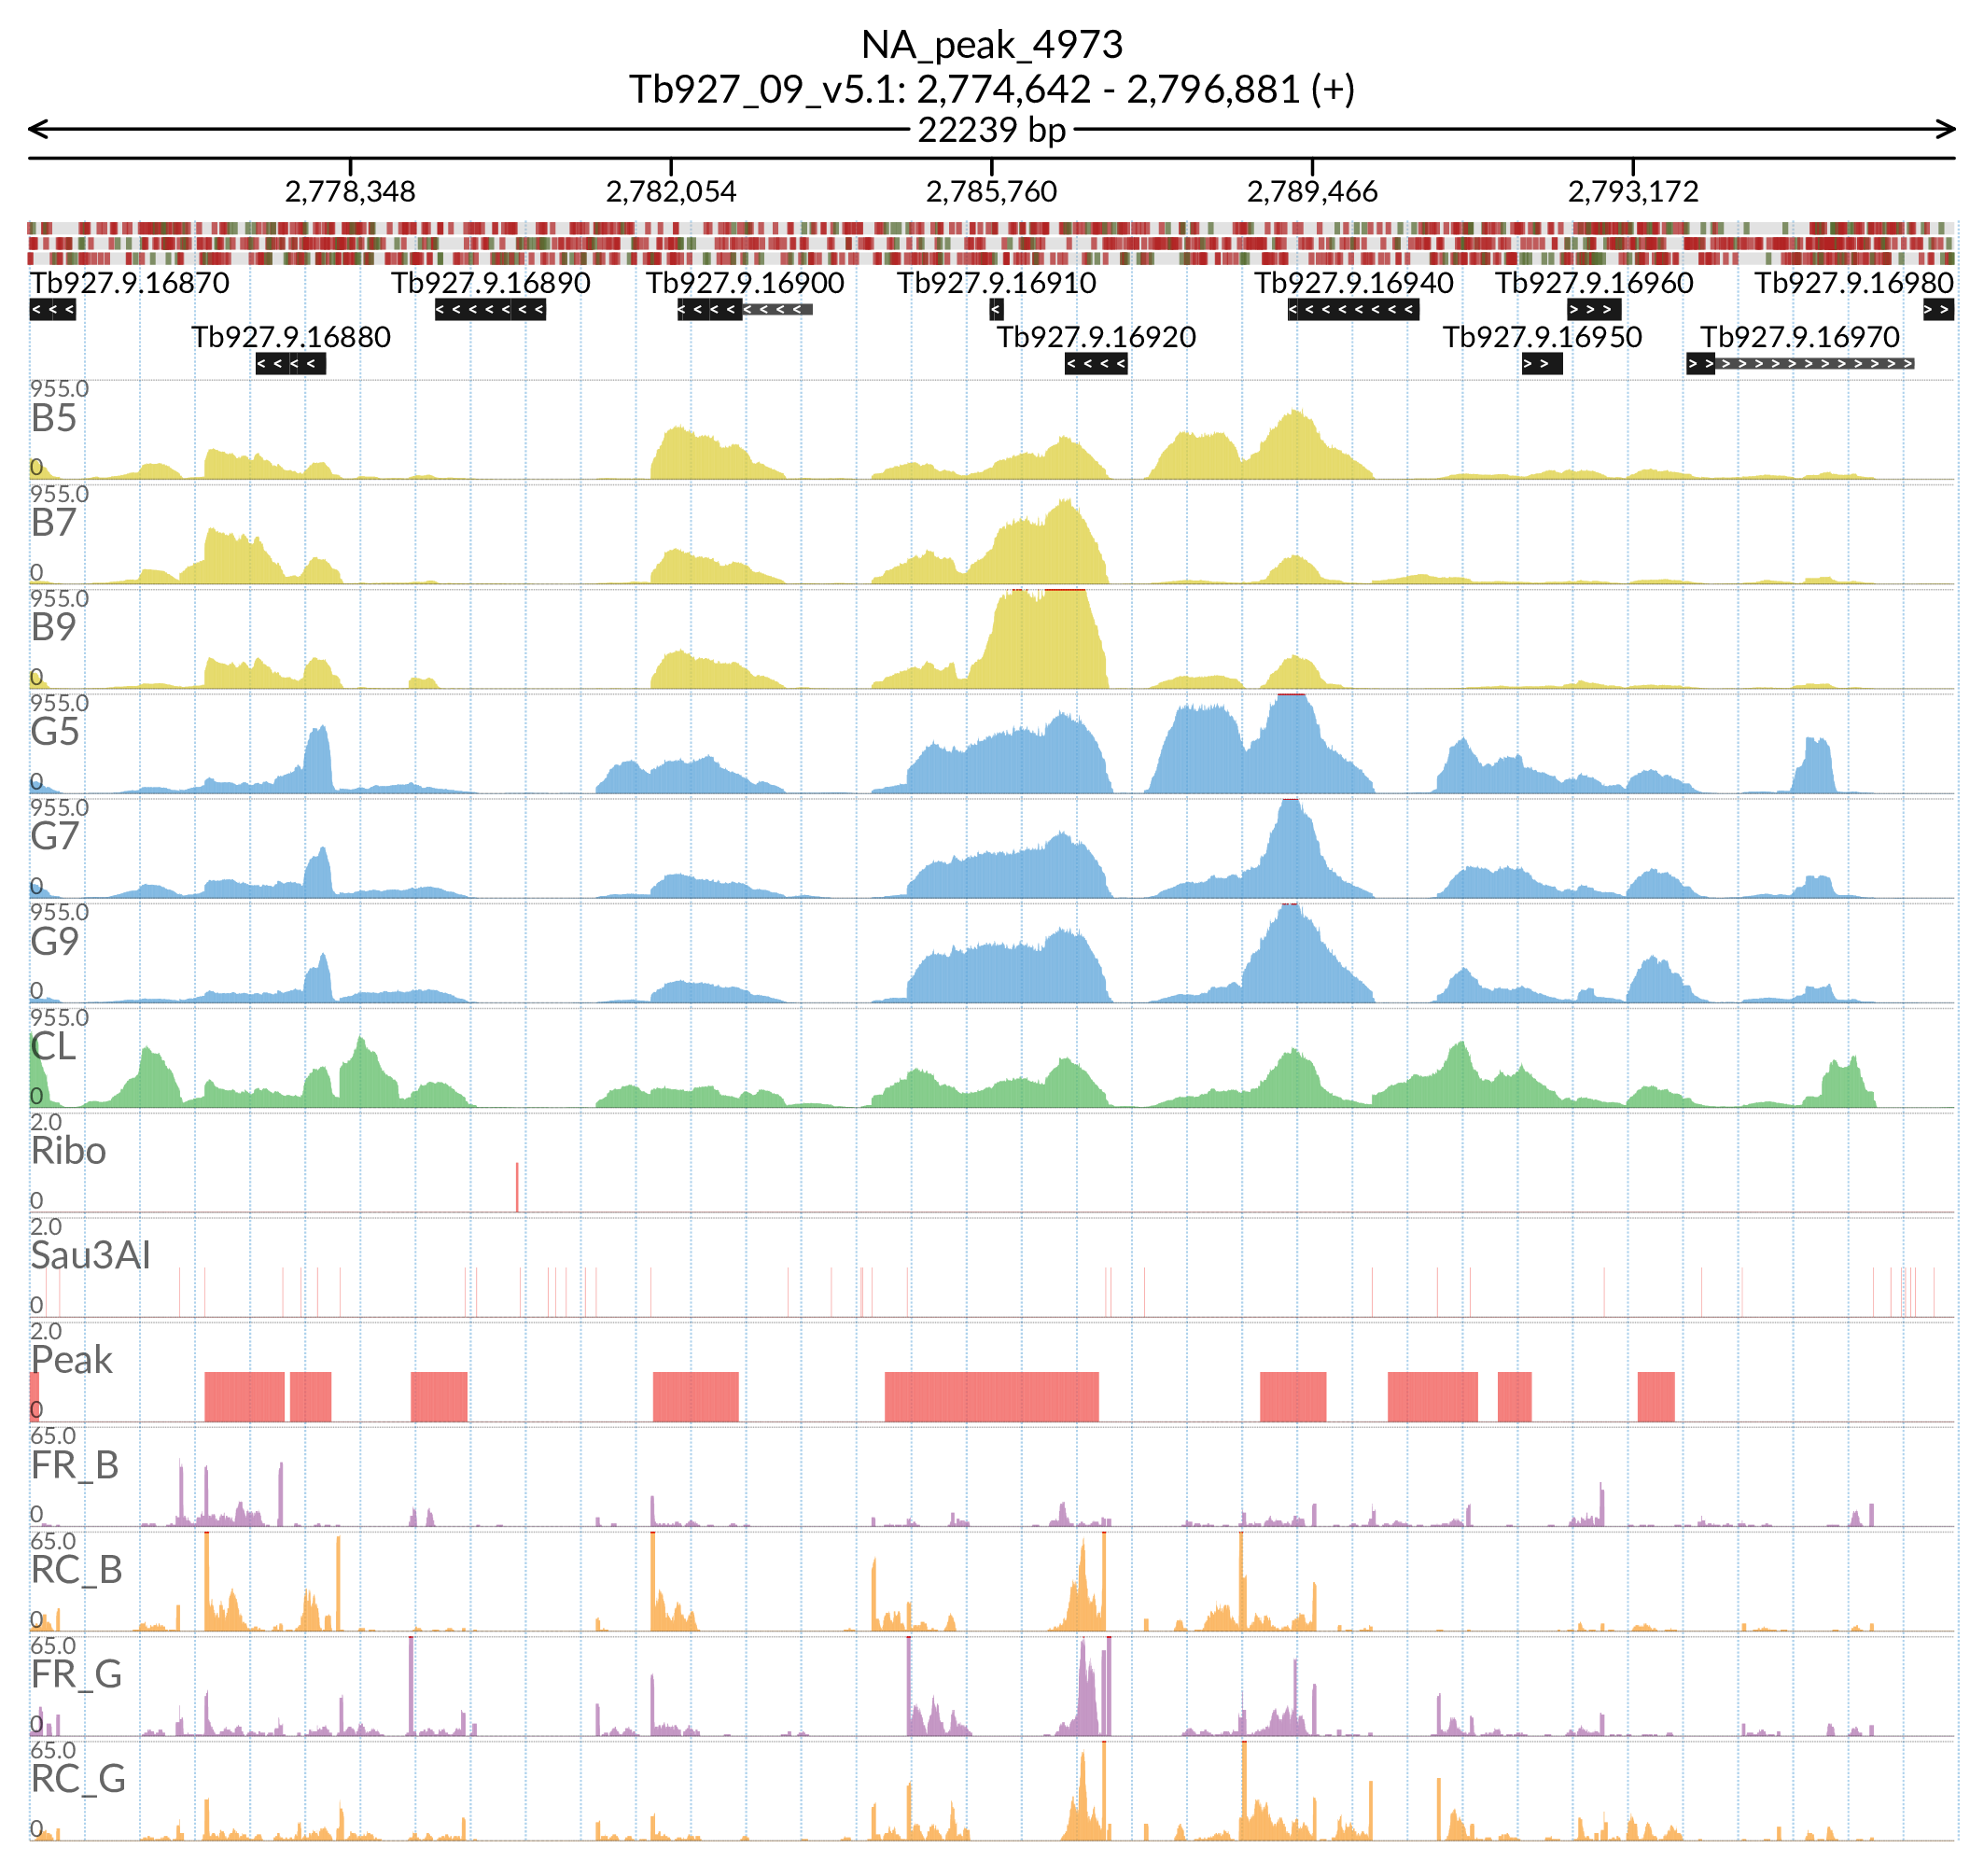 NA_peak_4973
Tb927_09_v5.1: 2,774,642 - 2,796,881 (+)
22239 bp
2,778,348 2,782,054 2,785,760 2,789,466 2,793,172
Tb927.9.16870 Tb927.9.16890 Tb927.9.16900 Tb927.9.16910 Tb927.9.16940 Tb927.9.16960 Tb927.9.16980
Tb927.9.16880 Tb927.9.16920 Tb927.9.16950 Tb927.9.16970
955.0
B5
0
955.0
B7
0
955.0
B9
0
955.0
G5
0
955.0
G7
0
955.0
G9
0
955.0
CL
0
2.0
Ribo
0
2.0
Sau3AI
0
2.0
Peak
0
65.0
FR_B
0
65.0
RC_B
0
65.0
FR_G
0
65.0
RC_G
0